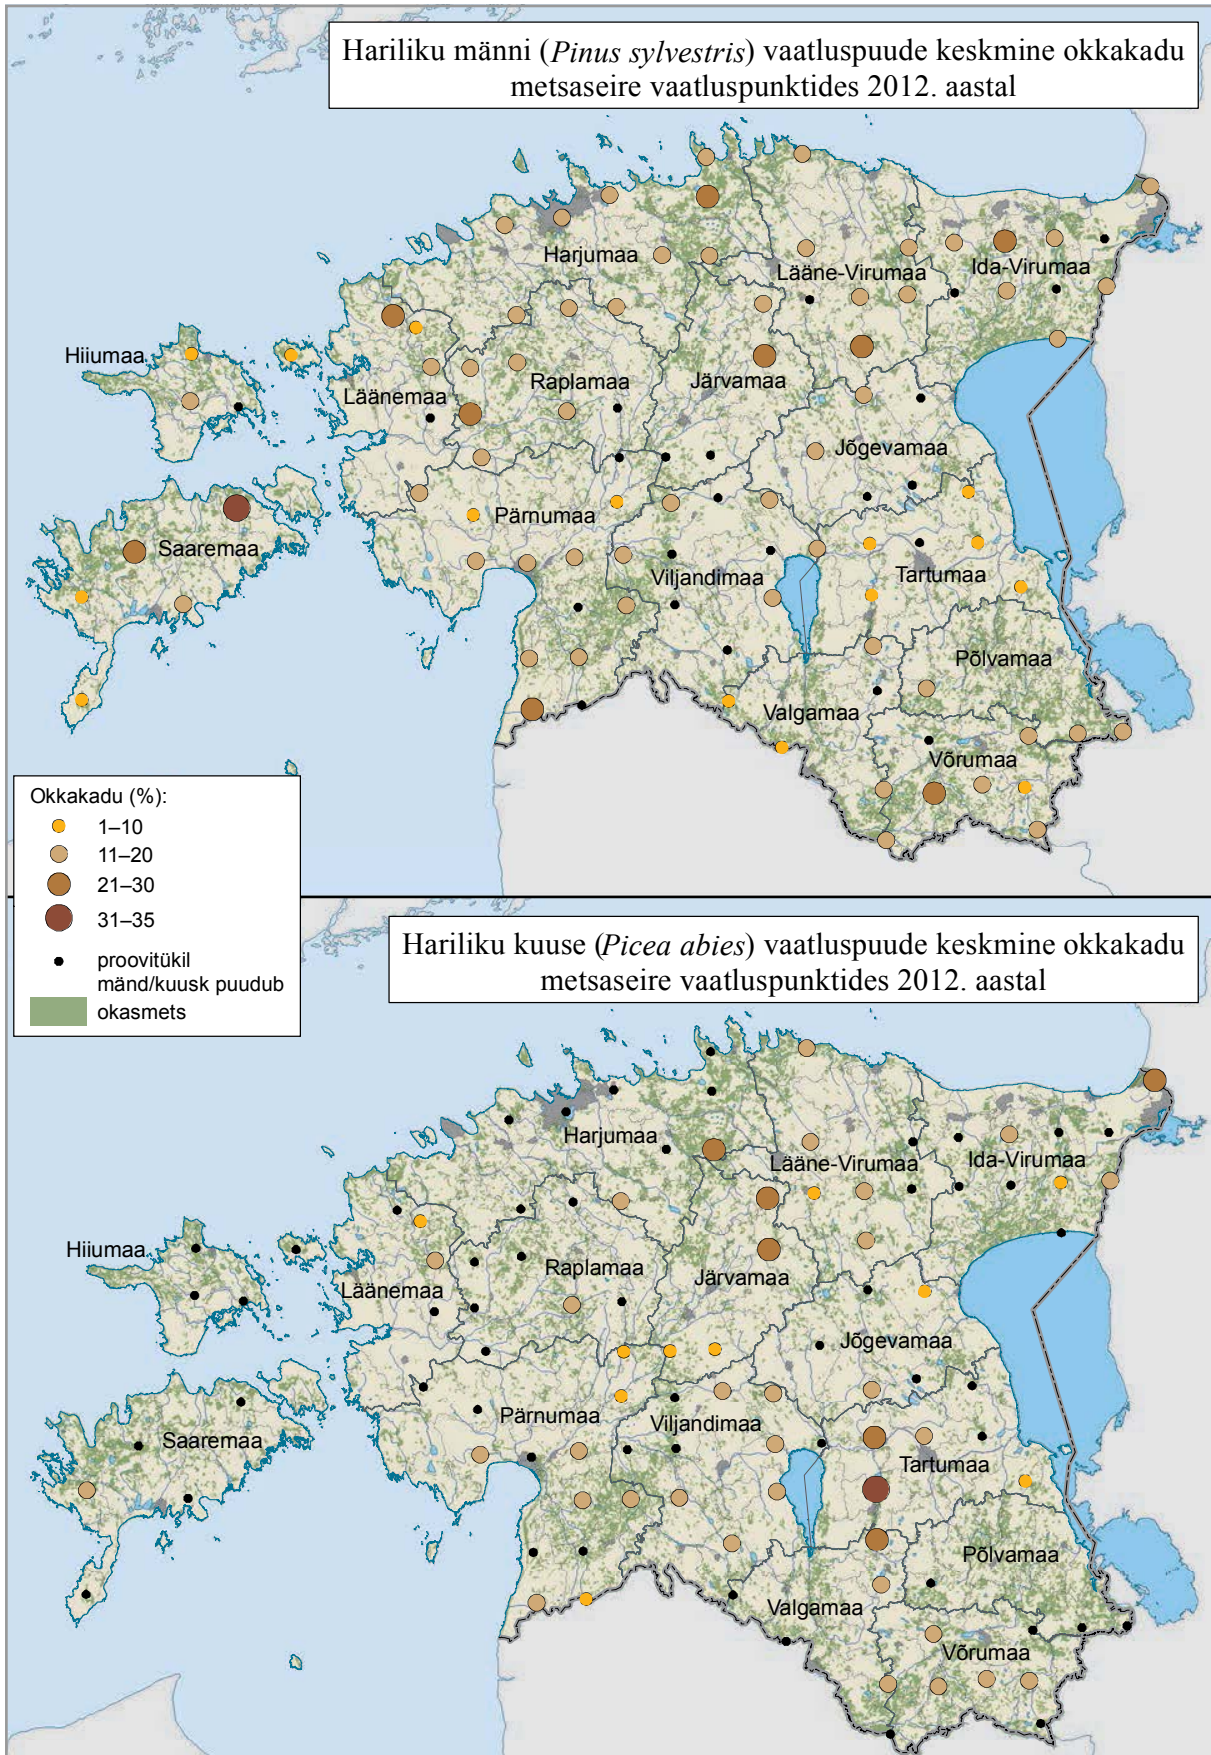 Hariliku männi (Pinus sylvestris) vaatluspuude keskmine okkakadu
metsaseire vaatluspunktides 2012. aastal
Harjumaa
Lääne-Virumaa
Ida-Virumaa
Hiiumaa
Läänemaa
Raplamaa
Järvamaa
Jõgevamaa
Saaremaa
Pärnumaa
Viljandimaa
Tartumaa
Põlvamaa
Valgamaa
Võrumaa
Okkakadu (%):
1–10
11–20
21–30
31–35
proovitükil
mänd/kuusk puudub
okasmets
Hariliku kuuse (Picea abies) vaatluspuude keskmine okkakadu
metsaseire vaatluspunktides 2012. aastal
Harjumaa
Lääne-Virumaa
Ida-Virumaa
Hiiumaa
Läänemaa
Raplamaa
Järvamaa
Jõgevamaa
Saaremaa
Pärnumaa
Viljandimaa
Tartumaa
Põlvamaa
Valgamaa
Võrumaa